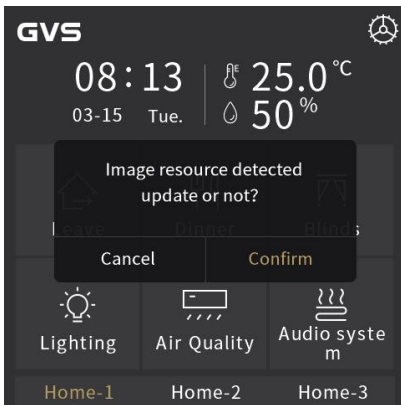 GVS
08:13
E
25.0 °C
03-15 Tue.
50 %
Image resource detected
update or not?
Leave Dinner Blinds
Cancel Confirm
Lighting Air Quality Audio syste
m
Home-1 Home-2 Home-3